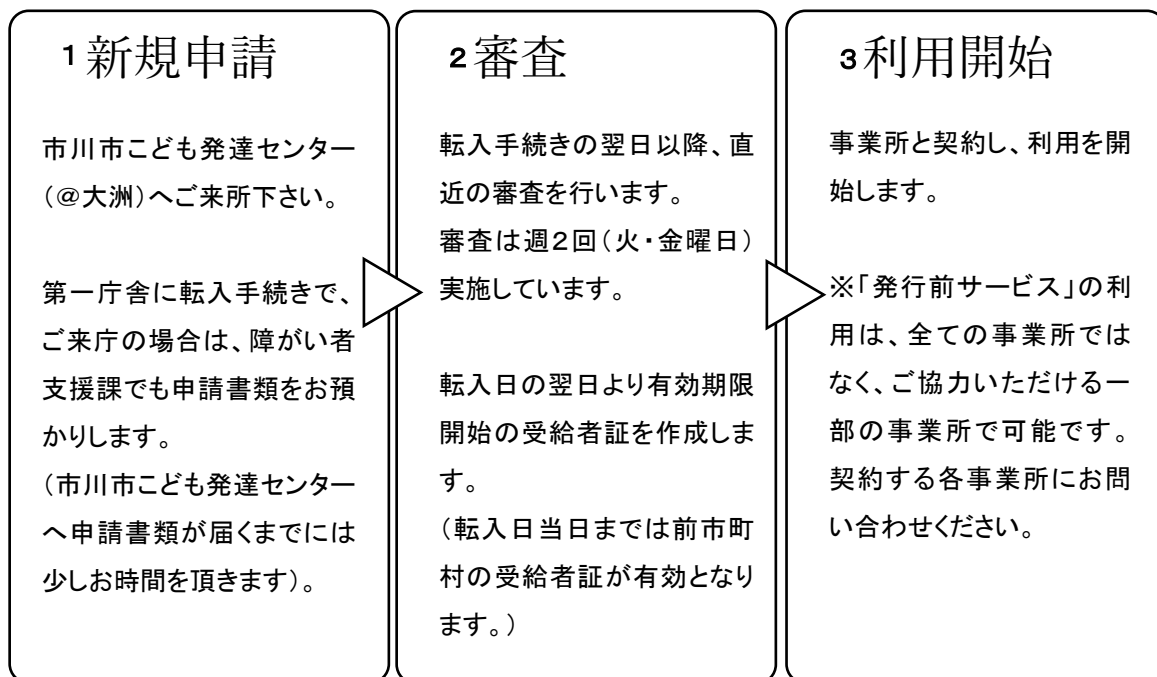 1新規申請
市川市こども発達センター
(@大洲)へご来所下さい。
第一庁舎に転入手続きで、
ご来庁の場合は、障がい者
支援課でも申請書類をお預
かりします。
(市川市こども発達センター
へ申請書類が届くまでには
少しお時間を頂きます)。
2審査
転入手続きの翌日以降、直
近の審査を行います。
審査は週2回(火・金曜日)
実施しています。
転入日の翌日より有効期限
開始の受給者証を作成しま
す。
(転入日当日までは前市町
村の受給者証が有効となり
ます。)
3利用開始
事業所と契約し、利用を開
始します。
※「発行前サービス」の利
用は、全ての事業所では
なく、ご協力いただける一
部の事業所で可能です。
契約する各事業所にお問
い合わせください。